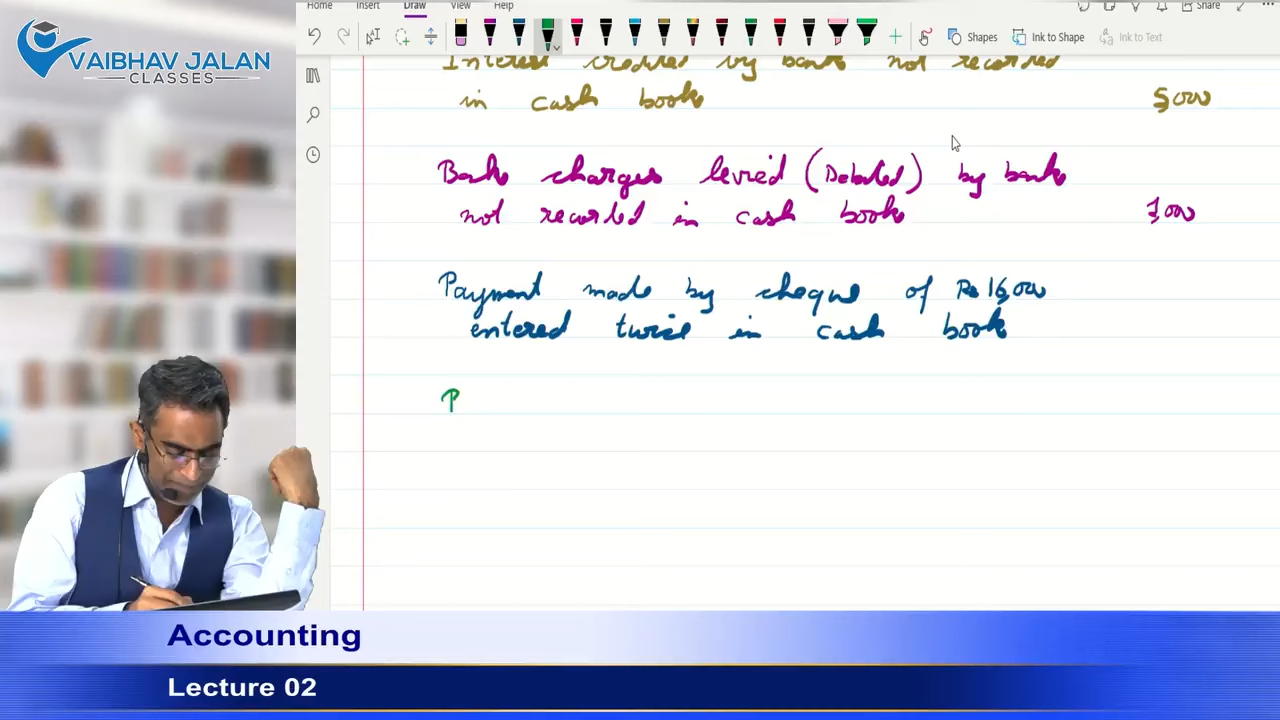 Home Insert Draw View Help Share
VAIBHAV JALAN
CLASSES
Shapes Ink to Shape Ink to Text
Interest credited by bank not recorded
in cash book 5000
Bank charges levied (Debited) by bank
not recorded in cash book 1000
Payment made by cheque of Rs 16,000
entered twice in cash book
P
Accounting
Lecture 02